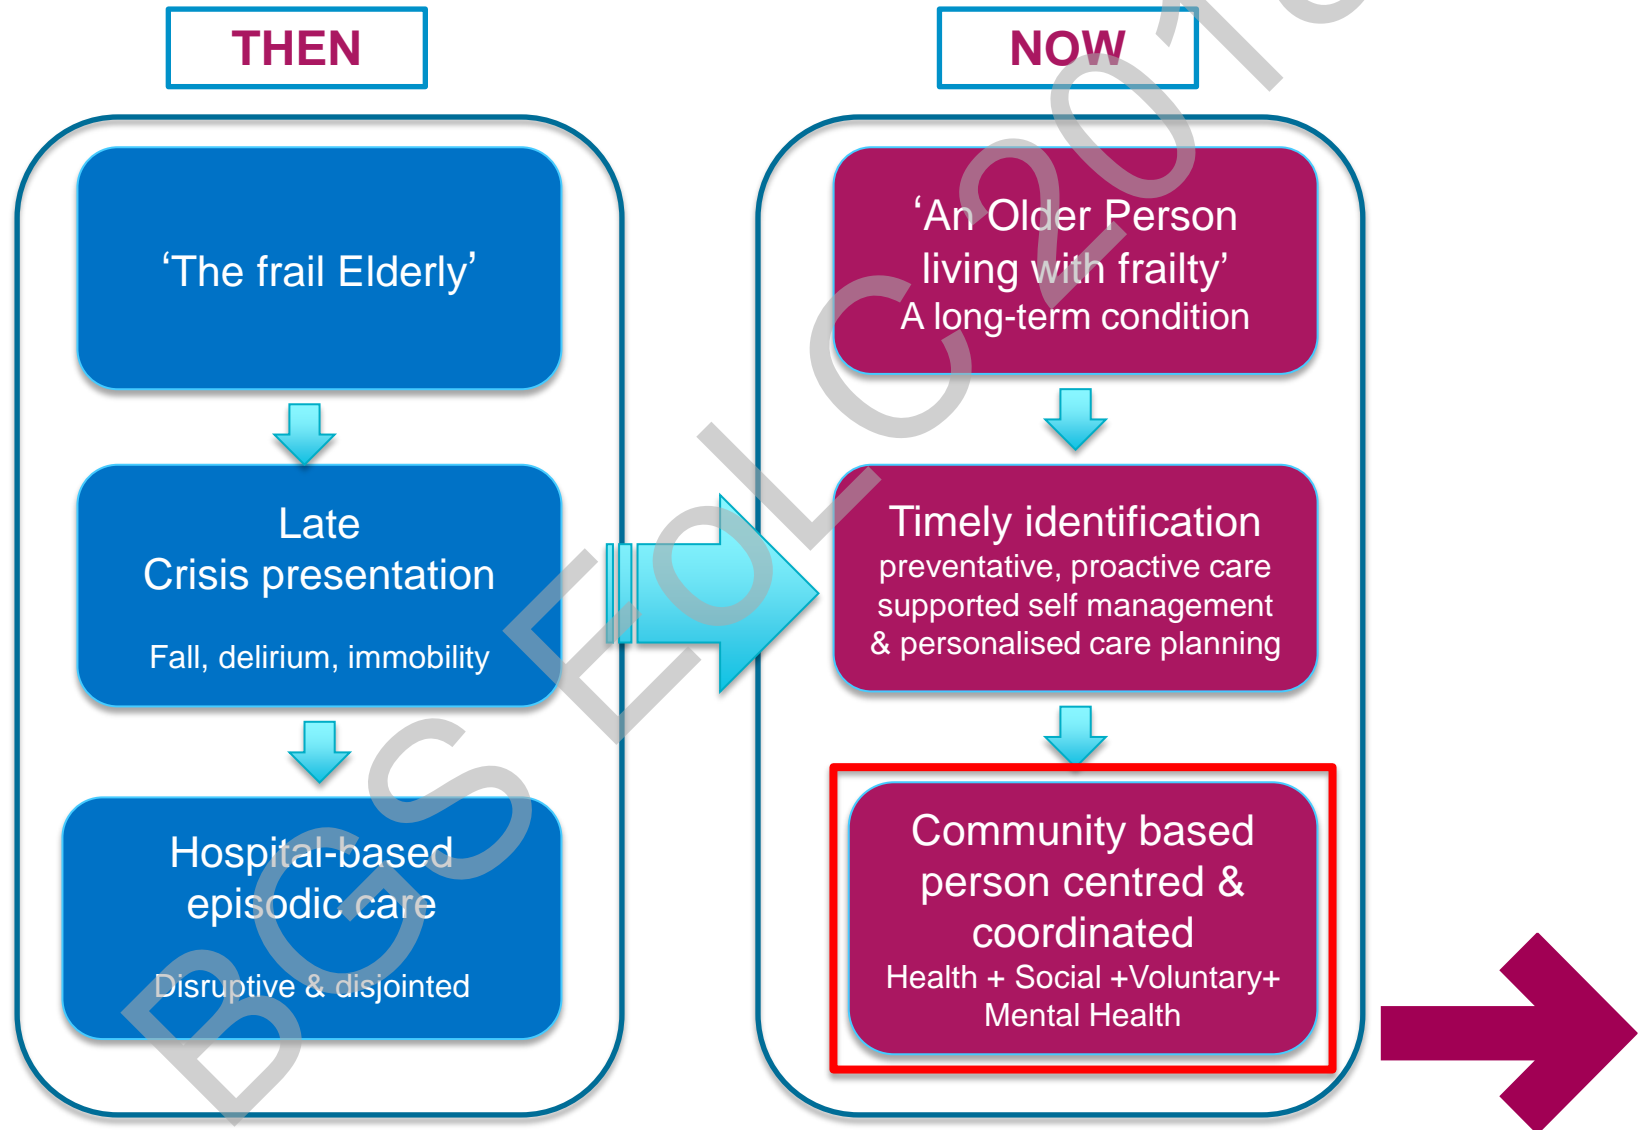 THEN
‘The frail Elderly’
Late
Crisis presentation
Fall, delirium, immobility
Hospital-based
episodic care
Disruptive & disjointed
NOW
‘An Older Person
living with frailty’
A long-term condition
Timely identification
preventative, proactive care
supported self management
& personalised care planning
Community based
person centred &
coordinated
Health + Social +Voluntary+
Mental Health
BGS EoLC